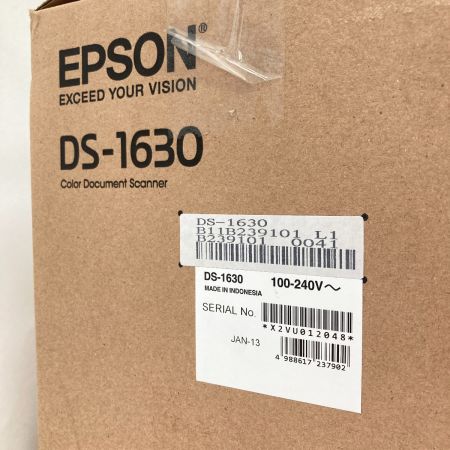 EPSON®
EXCEED YOUR VISION
DS-1630
Color Document Scanner
DS-1630
B11B239101 L1
B239101 0041
DS-1630 100-240V～
MADE IN INDONESIA
SERIAL No.
*X2VU012048*
JAN-13
4 988617 237902